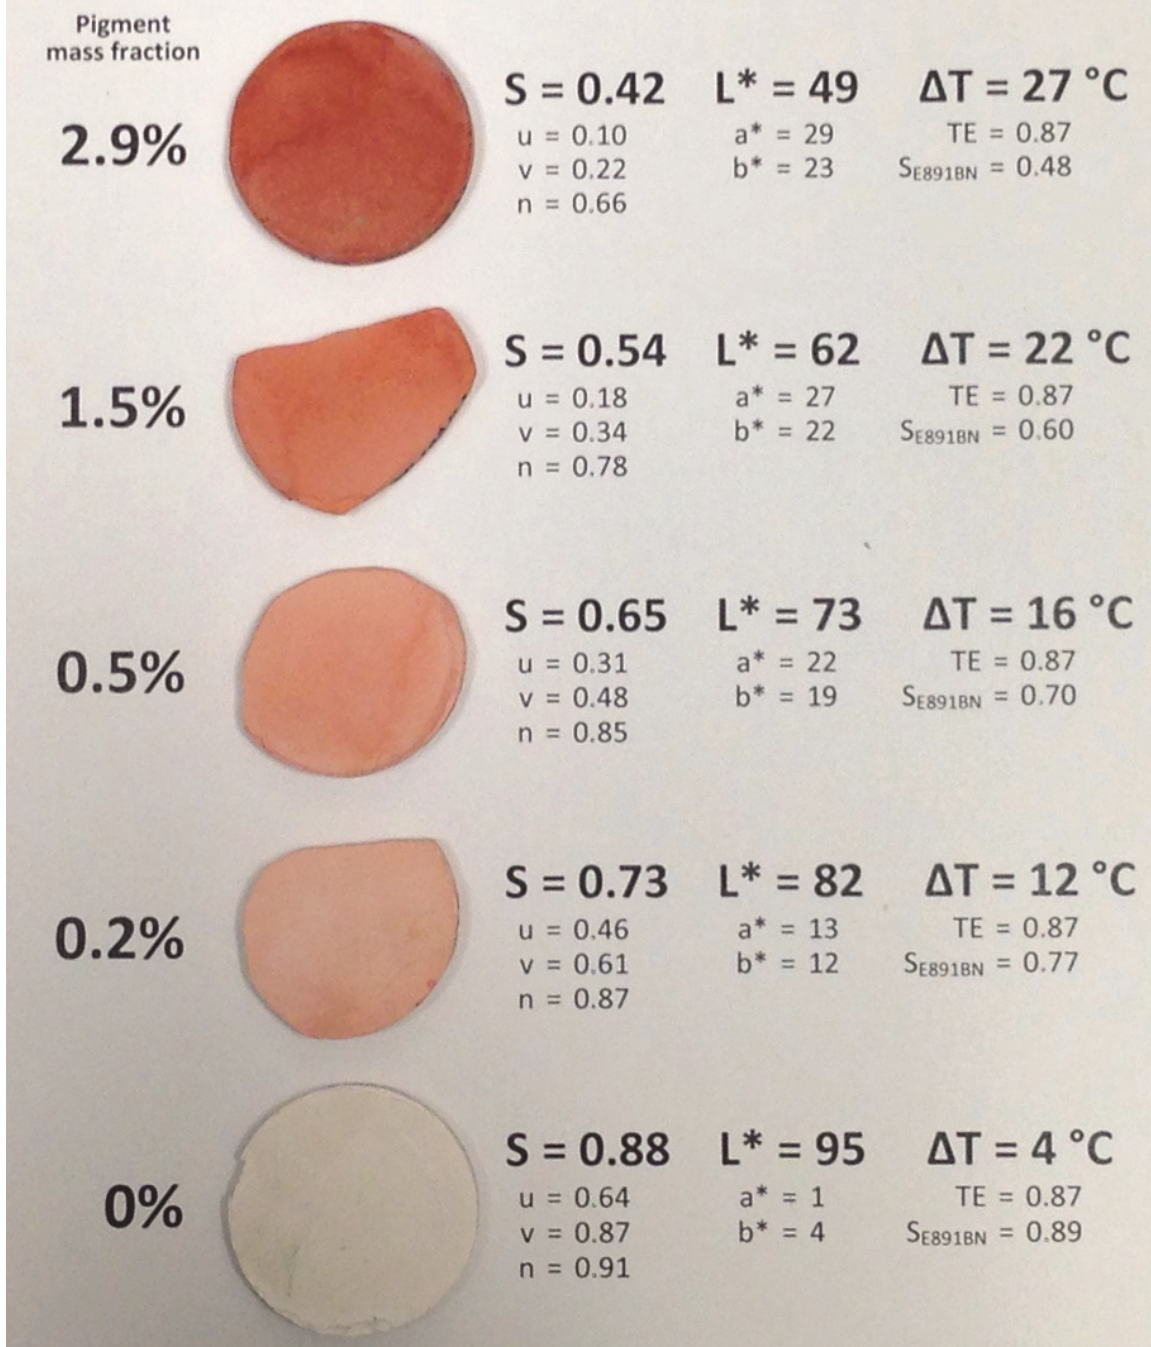 Pigment
mass fraction
2.9%
S = 0.42 L* = 49 ΔT = 27 °C
u = 0.10 a* = 29 TE = 0.87
v = 0.22 b* = 23 SE891BN = 0.48
n = 0.66
1.5%
S = 0.54 L* = 62 ΔT = 22 °C
u = 0.18 a* = 27 TE = 0.87
v = 0.34 b* = 22 SE891BN = 0.60
n = 0.78
0.5%
S = 0.65 L* = 73 ΔT = 16 °C
u = 0.31 a* = 22 TE = 0.87
v = 0.48 b* = 19 SE891BN = 0.70
n = 0.85
0.2%
S = 0.73 L* = 82 ΔT = 12 °C
u = 0.46 a* = 13 TE = 0.87
v = 0.61 b* = 12 SE891BN = 0.77
n = 0.87
0%
S = 0.88 L* = 95 ΔT = 4 °C
u = 0.64 a* = 1 TE = 0.87
v = 0.87 b* = 4 SE891BN = 0.89
n = 0.91